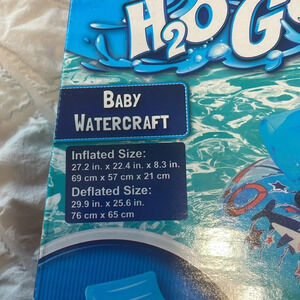 H2OGO
BABY
WATERCRAFT
Inflated Size:
27.2 in. x 22.4 in. x 8.3 in.
69 cm x 57 cm x 21 cm
Deflated Size:
29.9 in. x 25.6 in.
76 cm x 65 cm